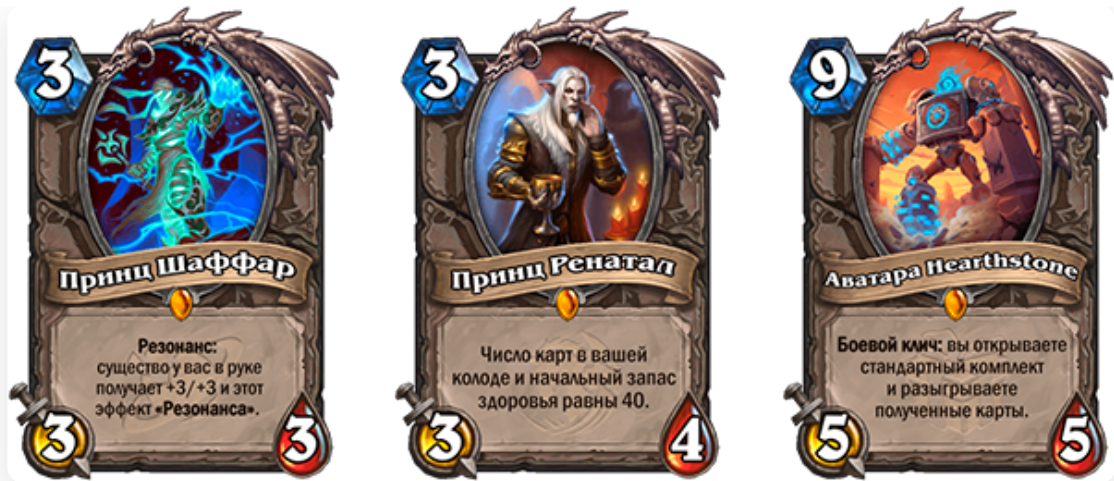 3
Принц Шаффар
Резонанс:
существо у вас в руке
получает +3/+3 и этот
эффект «Резонанса».
3
3
3
Принц Ренатал
Число карт в вашей
колоде и начальный запас
здоровья равны 40.
3
4
9
Аватара Hearthstone
Боевой клич: вы открываете
стандартный комплект
и разыгрываете
полученные карты.
5
5